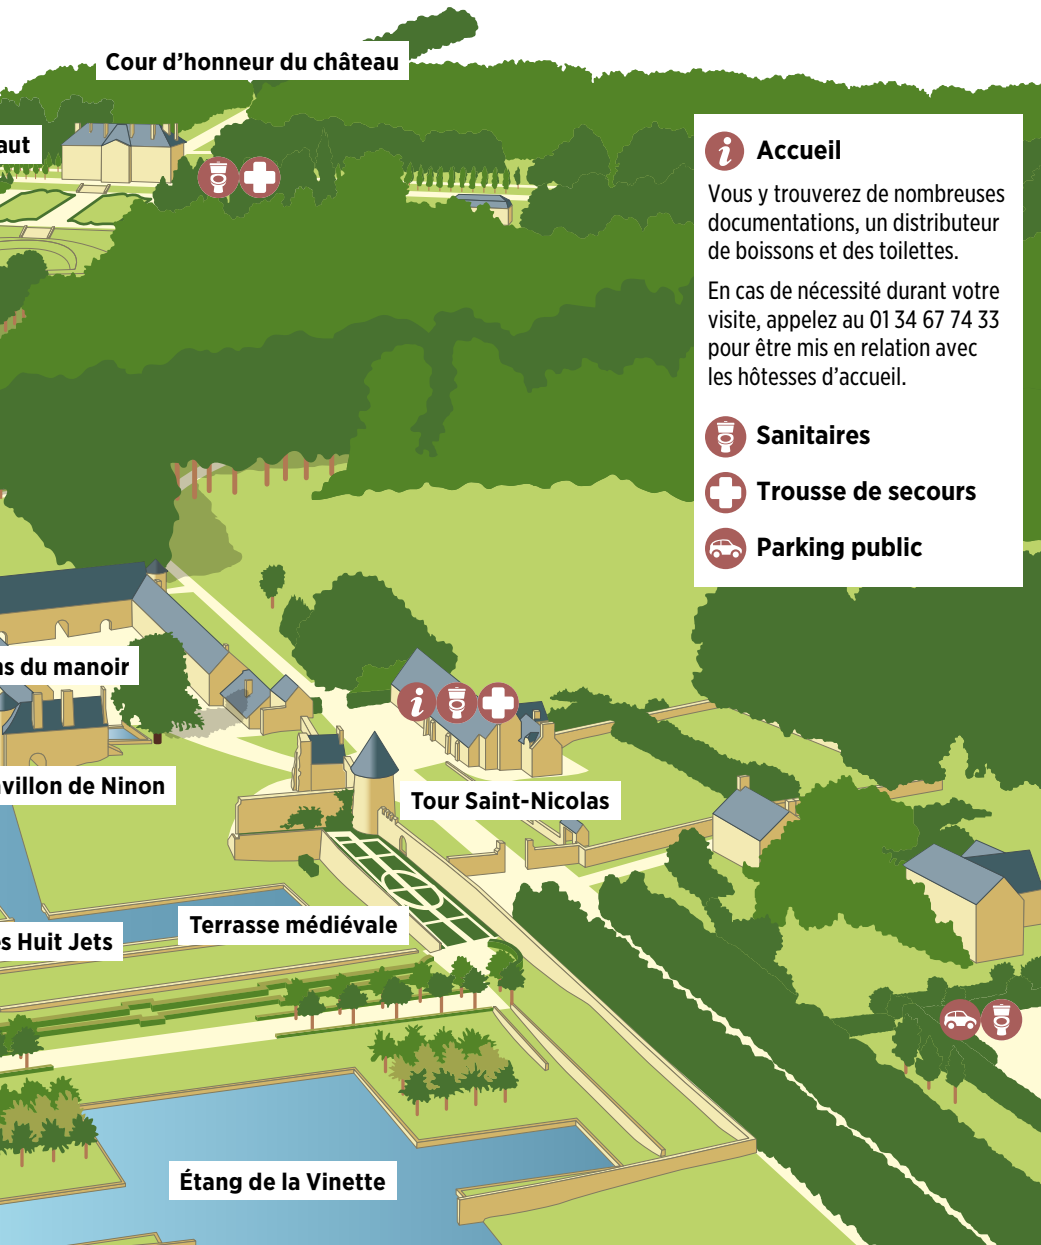 Cour d’honneur du château
aut
Accueil
Vous y trouverez de nombreuses
documentations, un distributeur
de boissons et des toilettes.
En cas de nécessité durant votre
visite, appelez au 01 34 67 74 33
pour être mis en relation avec
les hôtesses d’accueil.
Sanitaires
Trousse de secours
Parking public
s du manoir
villon de Ninon
Tour Saint-Nicolas
Terrasse médiévale
s Huit Jets
Étang de la Vinette